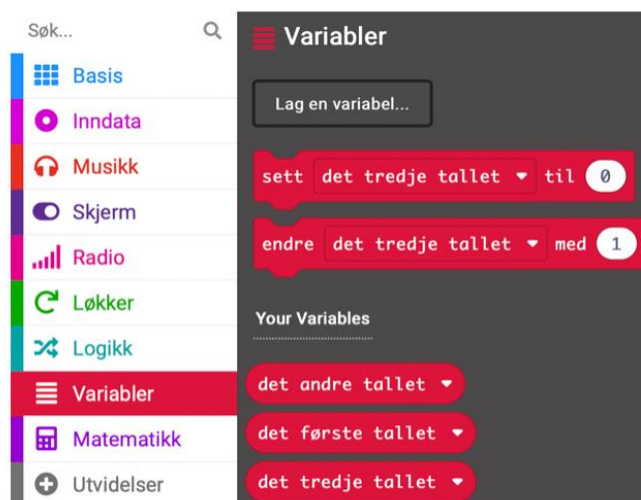 Søk...
Basis
Inndata
Musikk
Skjerm
Radio
Løkker
Logikk
Variabler
Matematikk
Utvidelser
Variabler
Lag en variabel...
sett det tredje tallet til 0
endre det tredje tallet med 1
Your Variables
det andre tallet
det første tallet
det tredje tallet